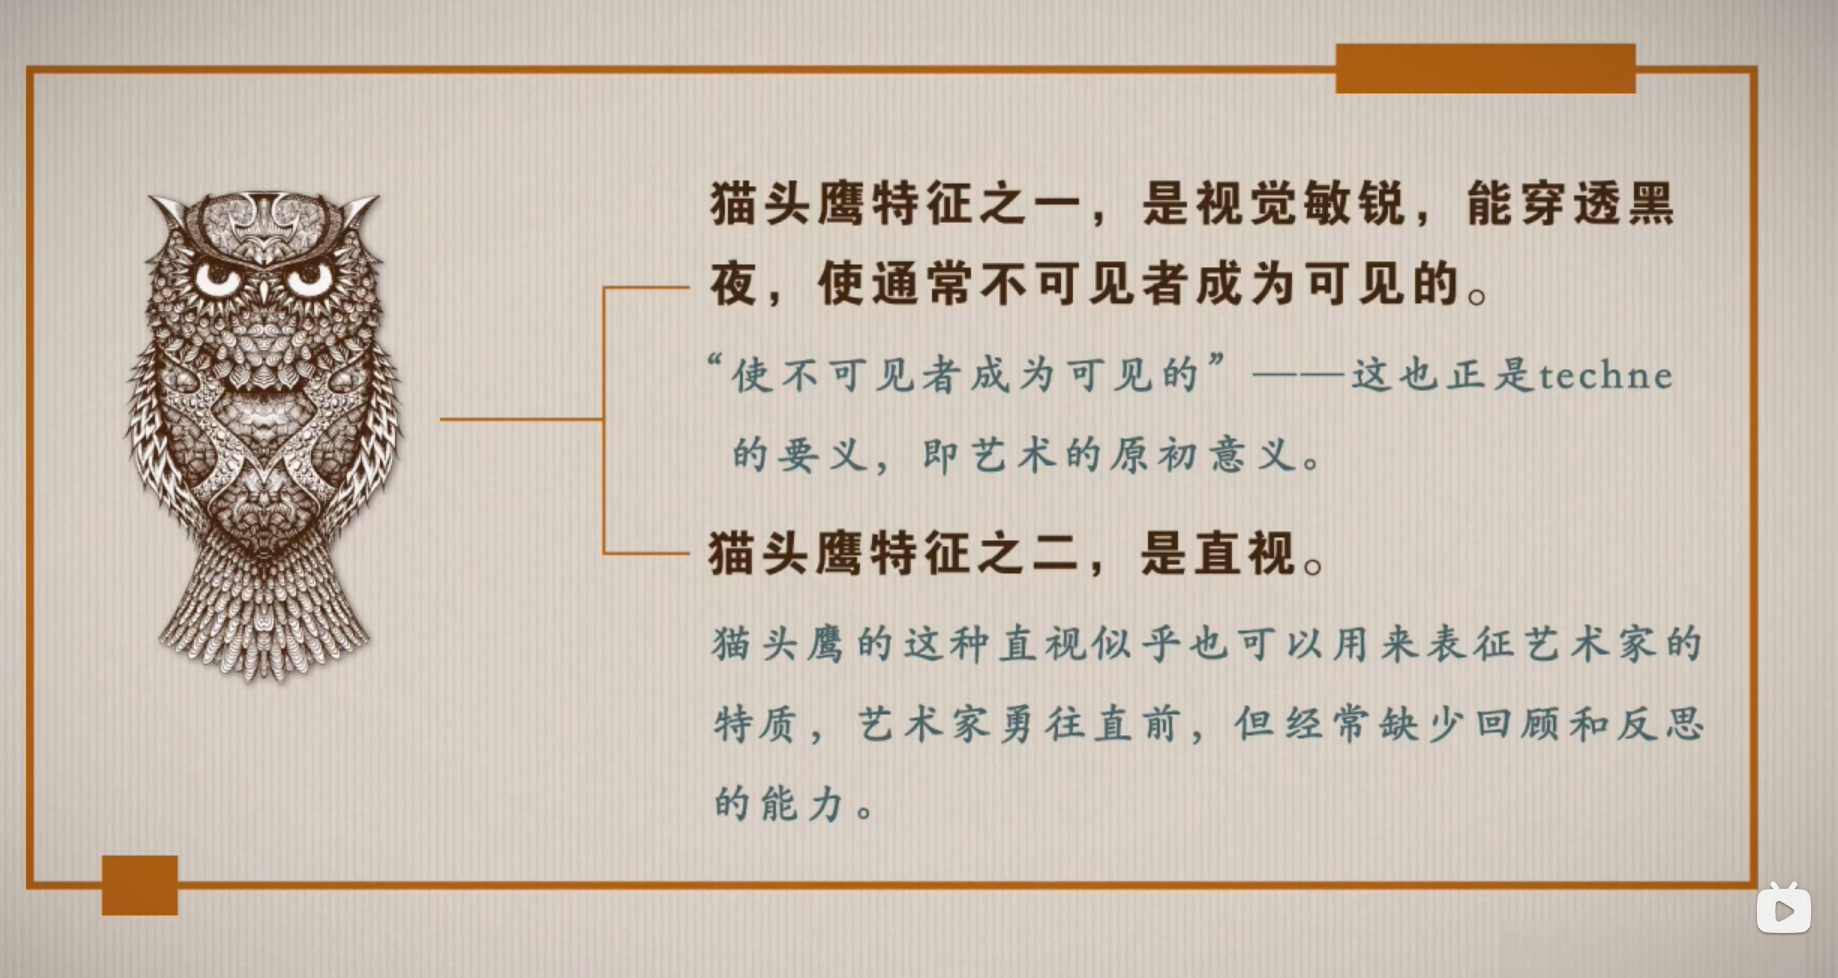 猫头鹰特征之一，是视觉敏锐，能穿透黑
夜，使通常不可见者成为可见的。
“使不可见者成为可见的”——这也正是techne
的要义，即艺术的原初意义。
猫头鹰特征之二，是直视。
猫头鹰的这种直视似乎也可以用来表征艺术家的
特质，艺术家勇往直前，但经常缺少回顾和反思
的能力。